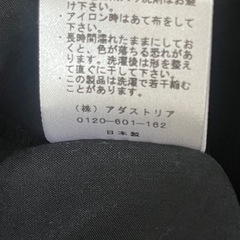 け下さい。
・アイロン時はあて布をして
下さい。
・長時間濡れたままにしてお
くと、色が落ちる恐れがあり
ます。洗濯後は形を整え
て直ぐに干して下さい。
・この製品は洗濯で若干縮む
ことがあります。
(株) アダストリア
0120-601-162
日本製